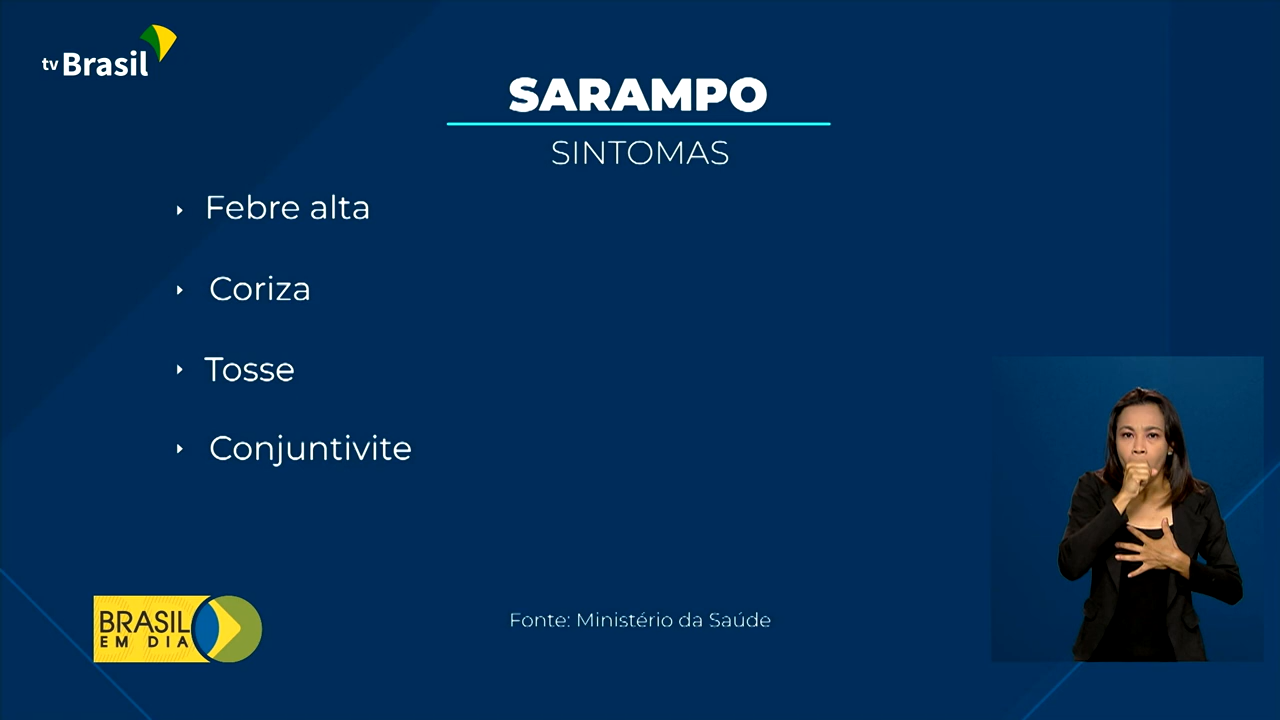 tv Brasil
SARAMPO
SINTOMAS
Febre alta
Coriza
Tosse
Conjuntivite
BRASIL
EM DIA
Fonte: Ministério da Saúde